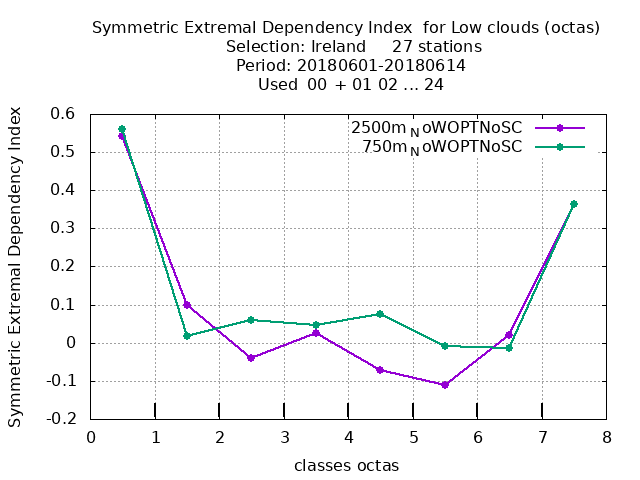 Symmetric Extremal Dependency Index  for Low clouds (octas)
Selection: Ireland     27 stations
Period: 20180601-20180614
Used  00  + 01 02 ... 24
Symmetric Extremal Dependency Index
0.6
0.5
0.4
0.3
0.2
0.1
0
-0.1
-0.2
2500m NoWOPTNoSC
750m NoWOPTNoSC
0 1 2 3 4 5 6 7 8
classes octas